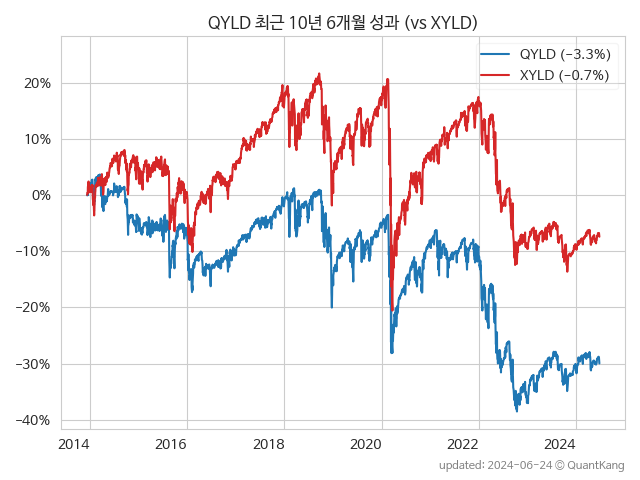 QYLD 최근 10년 6개월 성과 (vs XYLD)
QYLD (−3.3%)
XYLD (−0.7%)
20%
10%
0%
−10%
−20%
−30%
−40%
2014 2016 2018 2020 2022 2024
updated: 2024-06-24 © QuantKang